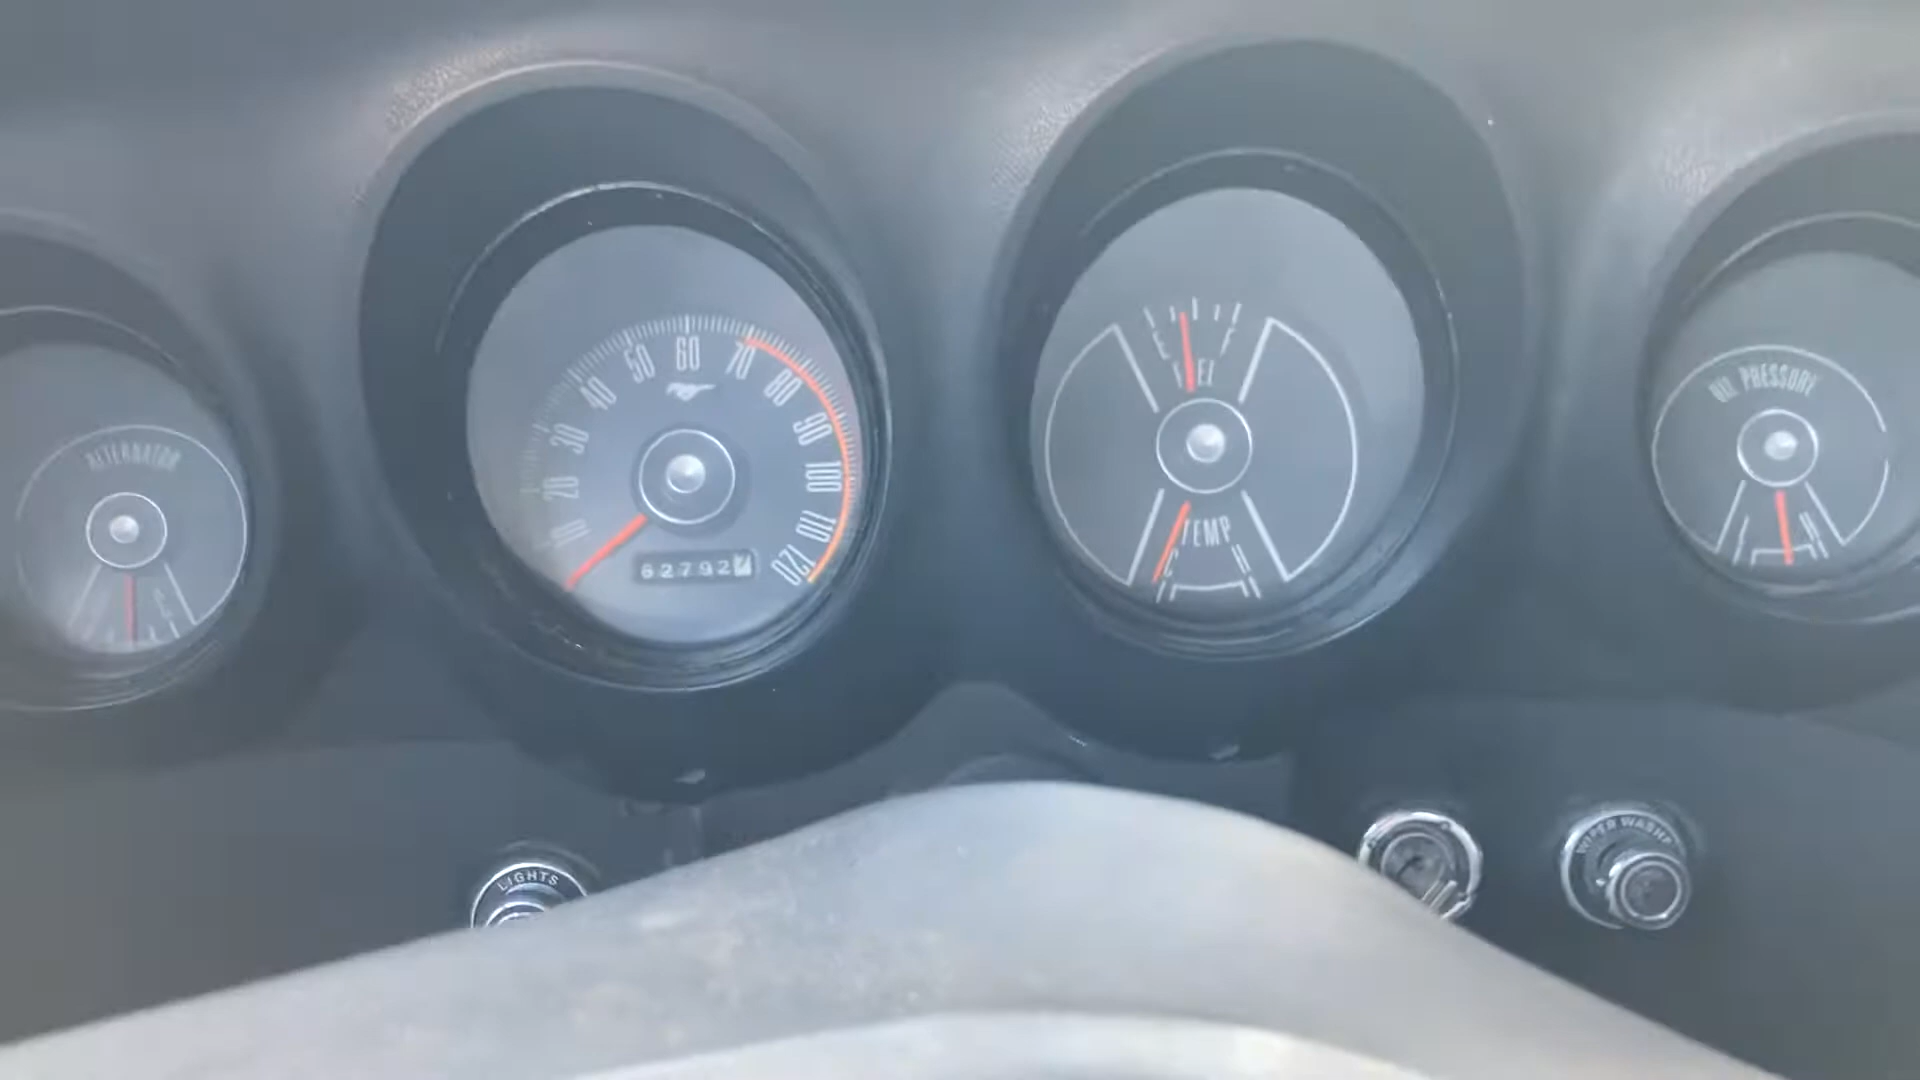 ALTERNATOR
10 20 30 40 50 60 70 80 90 100 110 120
62792
E F
FUEL
TEMP
C H
OIL PRESSURE
H
LIGHTS
WIPER WASHER